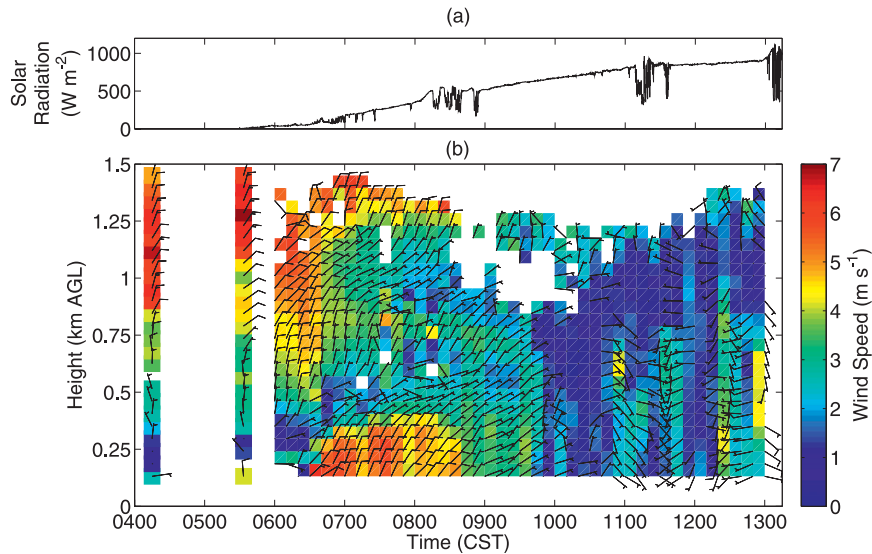 (a)
Solar
Radiation
(W m-2)
1000
500
0
(b)
Height (km AGL)
1.5
1.25
1
0.75
0.5
0.25
0
0400 0500 0600 0700 0800 0900 1000 1100 1200 1300
Time (CST)
7
6
5
4
3
2
1
0
Wind Speed (m s-1)